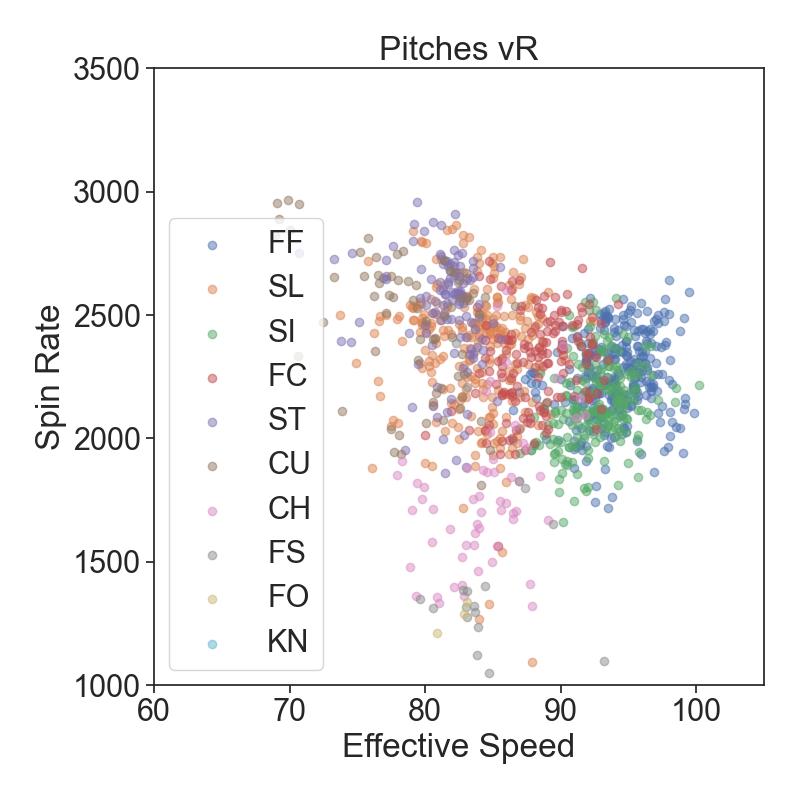 Pitches vR
3500
3000
2500
2000
1500
1000
Spin Rate
FF
SL
SI
FC
ST
CU
CH
FS
FO
KN
60 70 80 90 100
Effective Speed